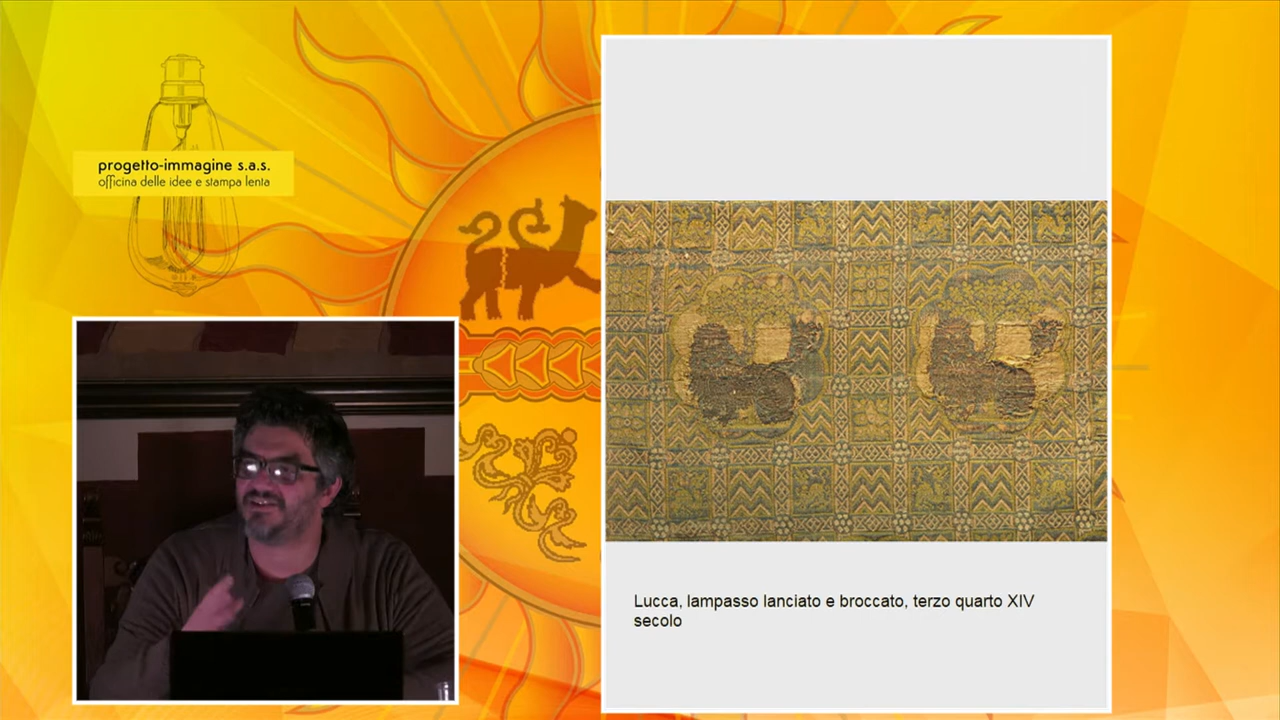 progetto-immagine s.a.s.
officina delle idee e stampa lenta
Lucca, lampasso lanciato e broccato, terzo quarto XIV
secolo